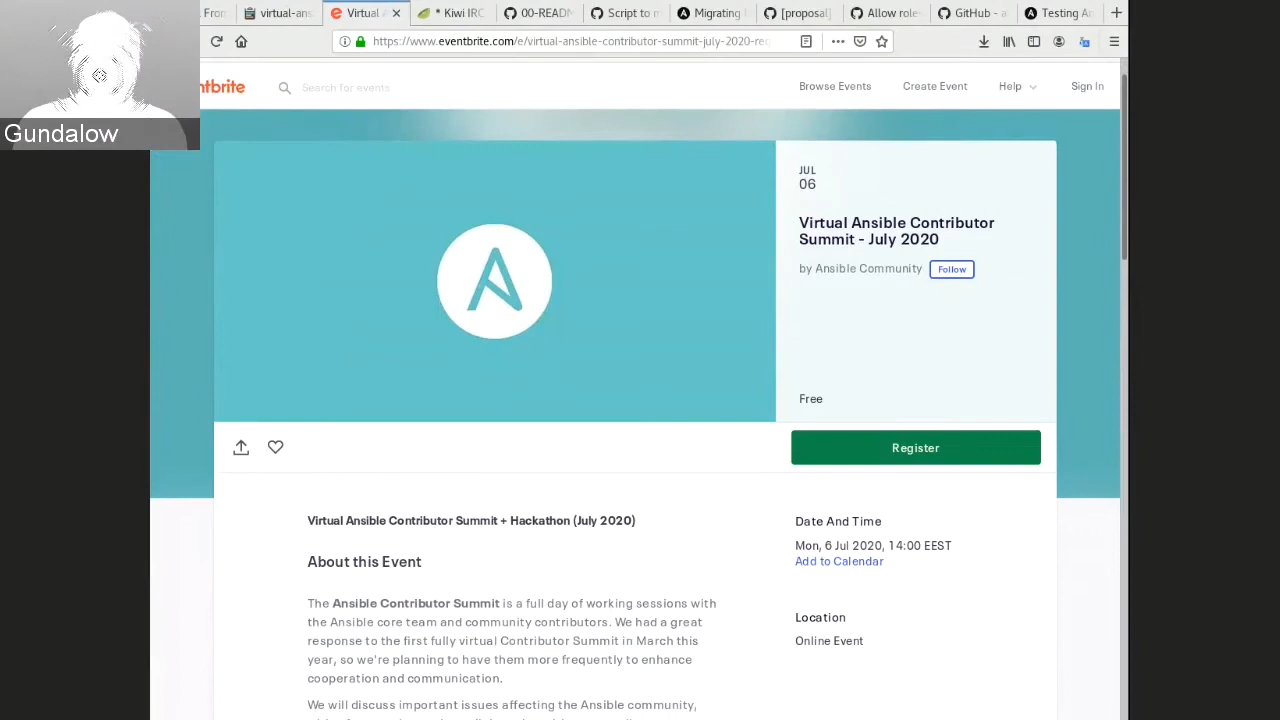 From
virtual-ans
Virtual A
* Kiwi IRC
00-READM
Script to m
Migrating
[proposal]
Allow role
GitHub - a
Testing An
https://www.eventbrite.com/e/virtual-ansible-contributor-summit-july-2020-re
ntbrite
Search for events
Browse Events
Create Event
Help
Sign In
Gundalow
JUL
06
Virtual Ansible Contributor
Summit - July 2020
by Ansible Community
Follow
Free
Register
Virtual Ansible Contributor Summit + Hackathon (July 2020)
About this Event
The Ansible Contributor Summit is a full day of working sessions with
the Ansible core team and community contributors. We had a great
response to the first fully virtual Contributor Summit in March this
year, so we're planning to have them more frequently to enhance
cooperation and communication.
We will discuss important issues affecting the Ansible community,
Date And Time
Mon, 6 Jul 2020, 14:00 EEST
Add to Calendar
Location
Online Event